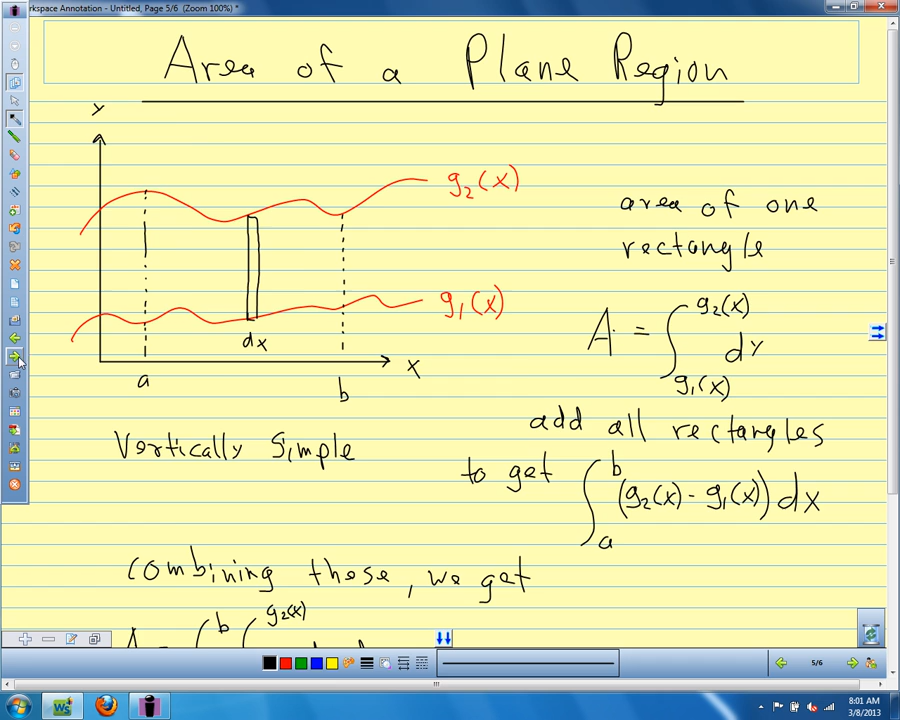 rkspace Annotation - Untitled, Page 5/6 (Zoom 100%) *
Area of a Plane Region
y
g₂(x)
g₁(x)
dx
a
b
x
area of one
rectangle
A = ∫_{g₁(x)}^{g₂(x)} dy
Vertically Simple
add all rectangles
to get ∫_a^b (g₂(x) - g₁(x)) dx
Combining these, we get
b g₂(x)
5/6
8:01 AM
3/8/2013